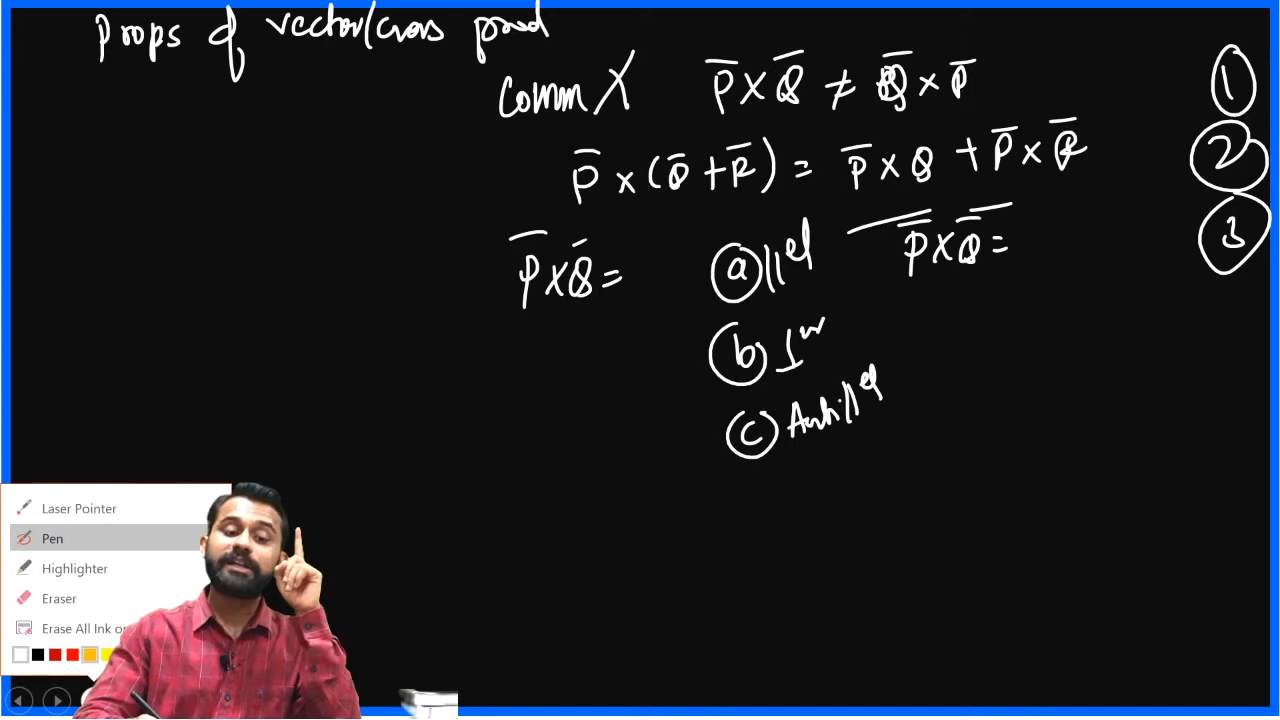 Props of vector/cross prod
Comm X P̅ × Q̅ ≠ Q̅ × P̅ 1
P̅ × (Q̅ + R̅) = P̅ × Q + P̅ × R̅ 2
P̅ × Q̅ = a ||el P̅ × Q̅ = 3
b ⊥ur
c Anti||el
Laser Pointer
Pen
Highlighter
Eraser
Erase All Ink on